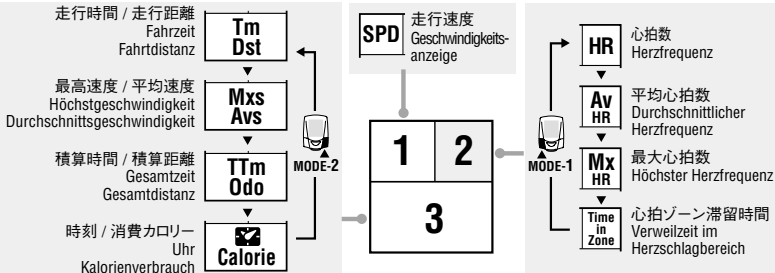 走行時間 / 走行距離
Fahrzeit
Fahrtdistanz
Tm
Dst
最高速度 / 平均速度
Höchstgeschwindigkeit
Durchschnittsgeschwindigkeit
Mxs
Avs
積算時間 / 積算距離
Gesamtzeit
Gesamtdistanz
TTm
Odo
時刻 / 消費カロリー
Uhr
Kalorienverbrauch
Calorie
MODE-2
SPD
走行速度
Geschwindigkeits-
anzeige
1
2
3
MODE-1
HR
心拍数
Herzfrequenz
Av
HR
平均心拍数
Durchschnittlicher
Herzfrequenz
Mx
HR
最大心拍数
Höchster Herzfrequenz
Time
in
Zone
心拍ゾーン滞留時間
Verweilzeit im
Herzschlagbereich